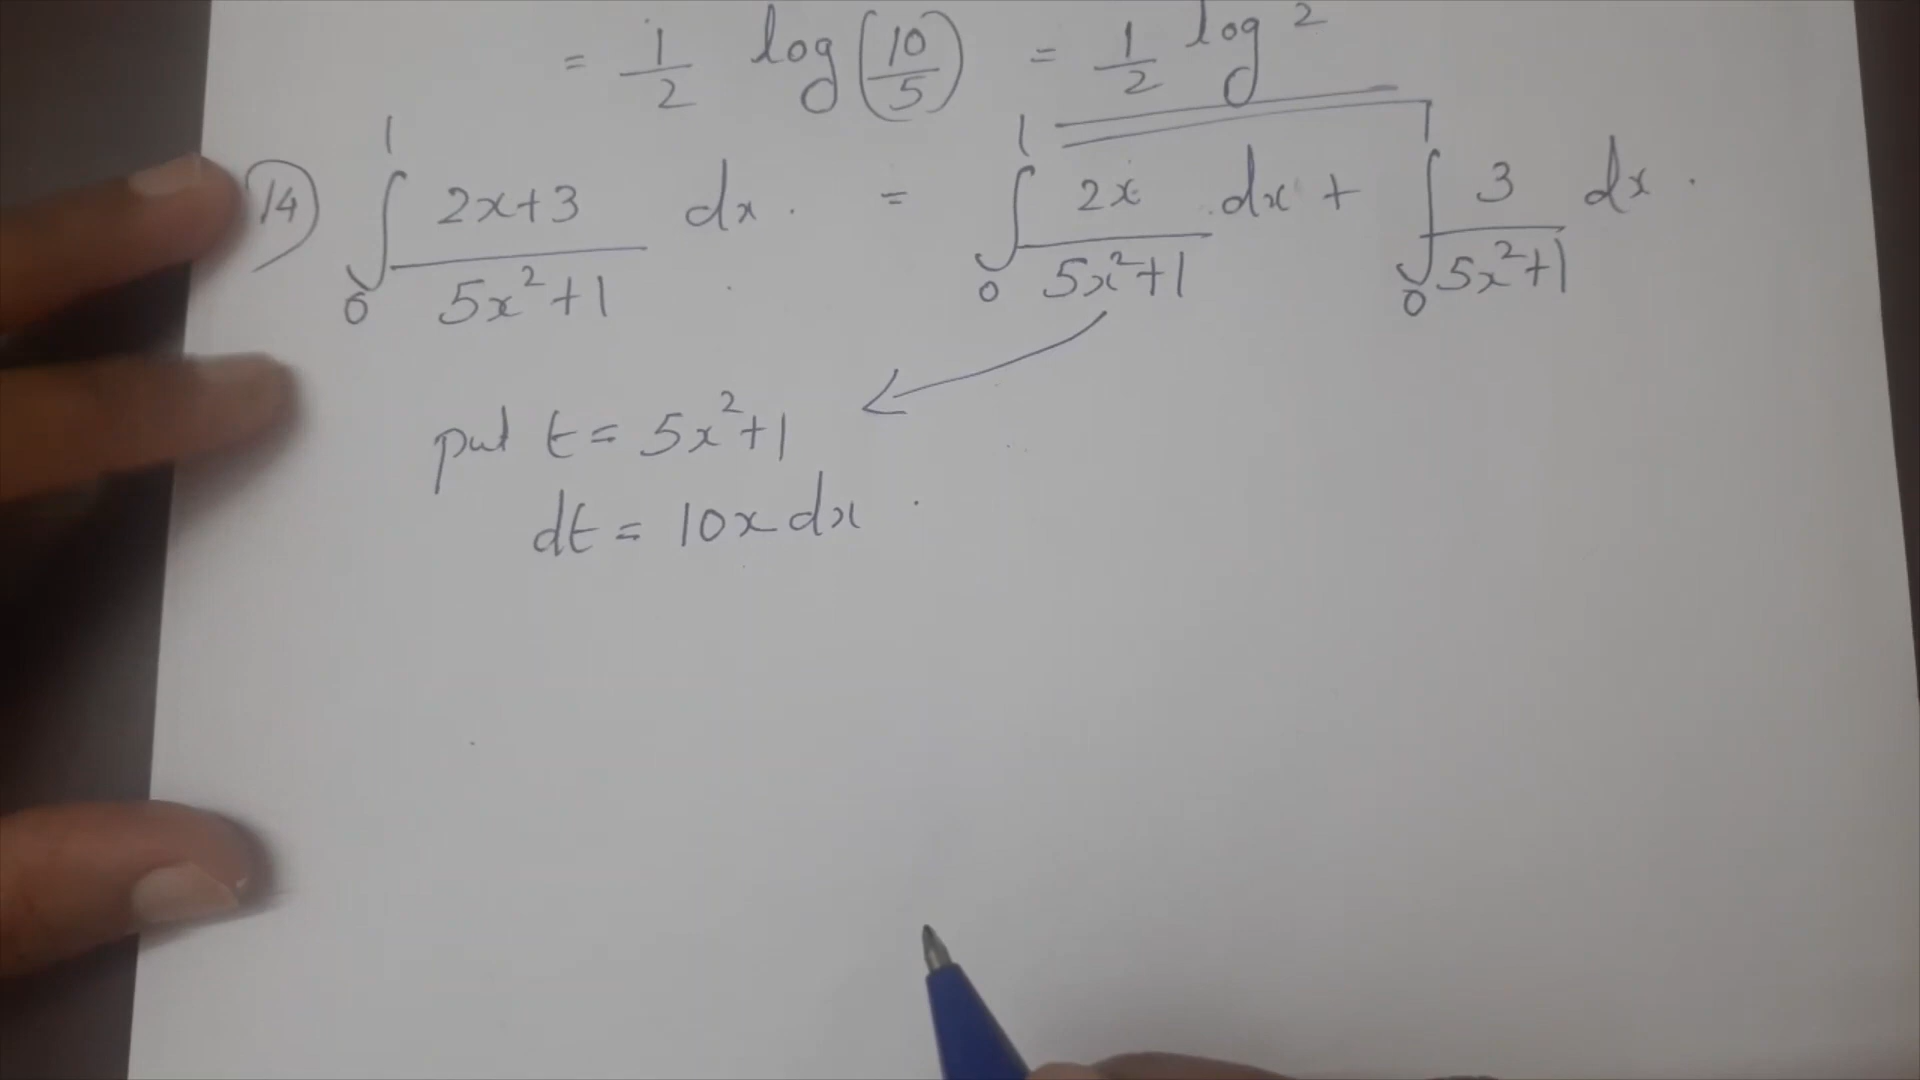 = 1/2 log(10/5) = 1/2 log 2
(14) ∫₀¹ (2x+3)/(5x²+1) dx . = ∫₀¹ 2x/(5x²+1) . dx + ∫₀¹ 3/(5x²+1) dx .
put t = 5x²+1
dt = 10x dx .